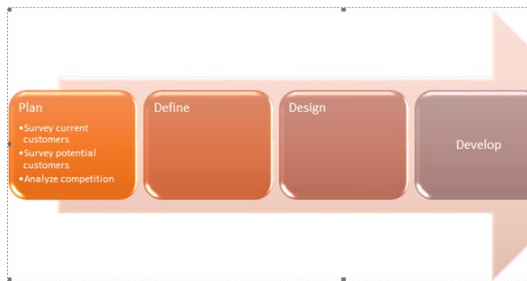 Plan
•Survey current
customers
•Survey potential
customers
•Analyze competition
Define
Design
Develop